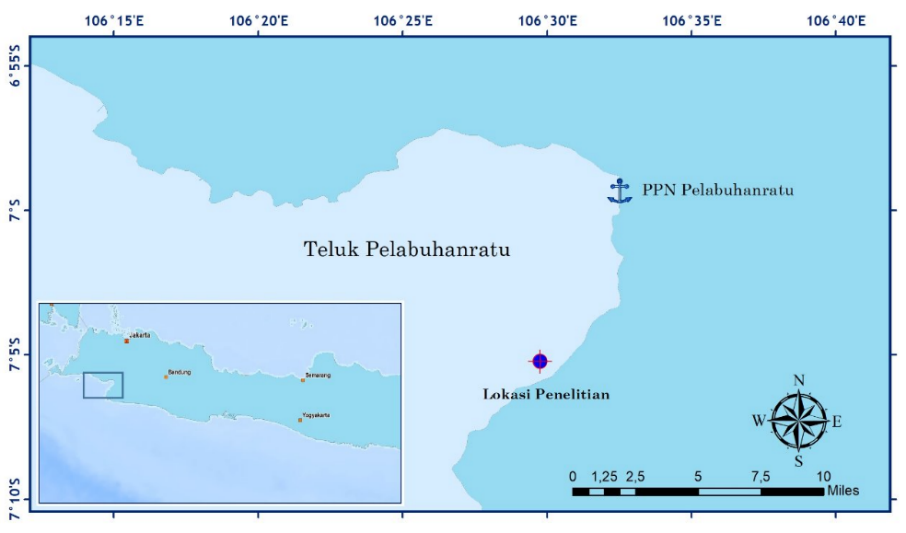 106°15'E 106°20'E 106°25'E 106°30'E 106°35'E 106°40'E
6°55'S
7°S
7°5'S
7°10'S
PPN Pelabuhanratu
Teluk Pelabuhanratu
Jakarta
Bandung
Semarang
Yogyakarta
Lokasi Penelitian
N
W E
S
0 1,25 2,5 5 7,5 10
Miles